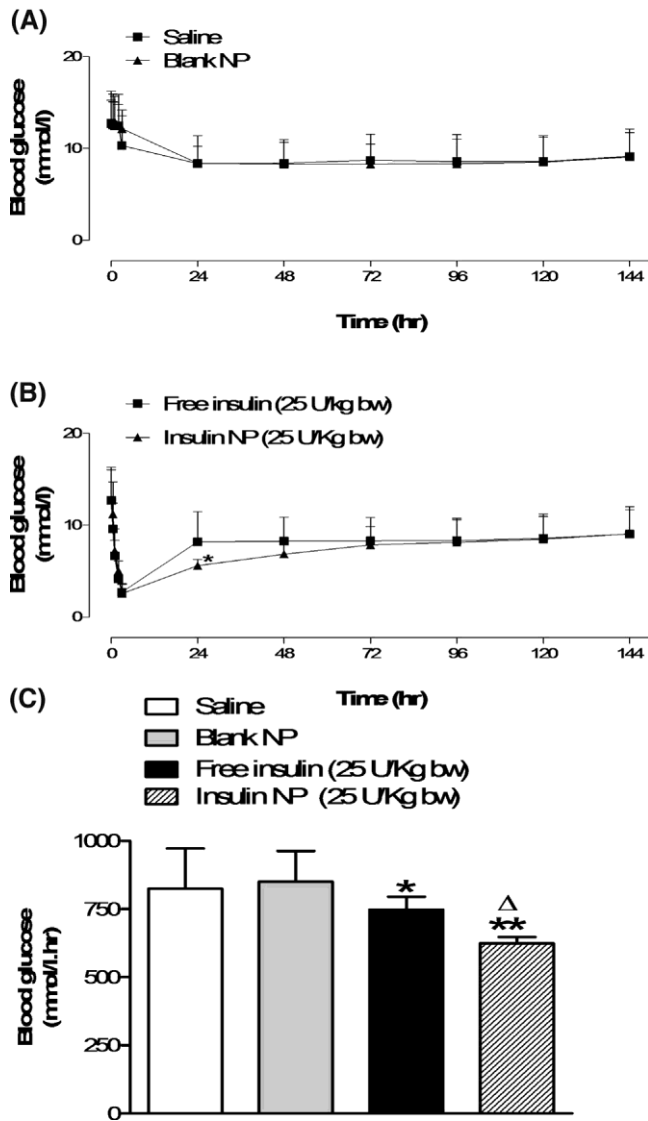 (A)
Saline
Blank NP
Blood glucose
(mmol/l)
20
10
0
0 24 48 72 96 120 144
Time (hr)
(B)
Free insulin (25 U/kg bw)
Insulin NP (25 U/Kg bw)
Blood glucose
(mmol/l)
20
10
0
*
0 24 48 72 96 120 144
Time (hr)
(C)
Saline
Blank NP
Free insulin (25 U/Kg bw)
Insulin NP (25 U/Kg bw)
Blood glucose
(mmol/l.hr)
1000
750
500
250
0
*
Δ
**